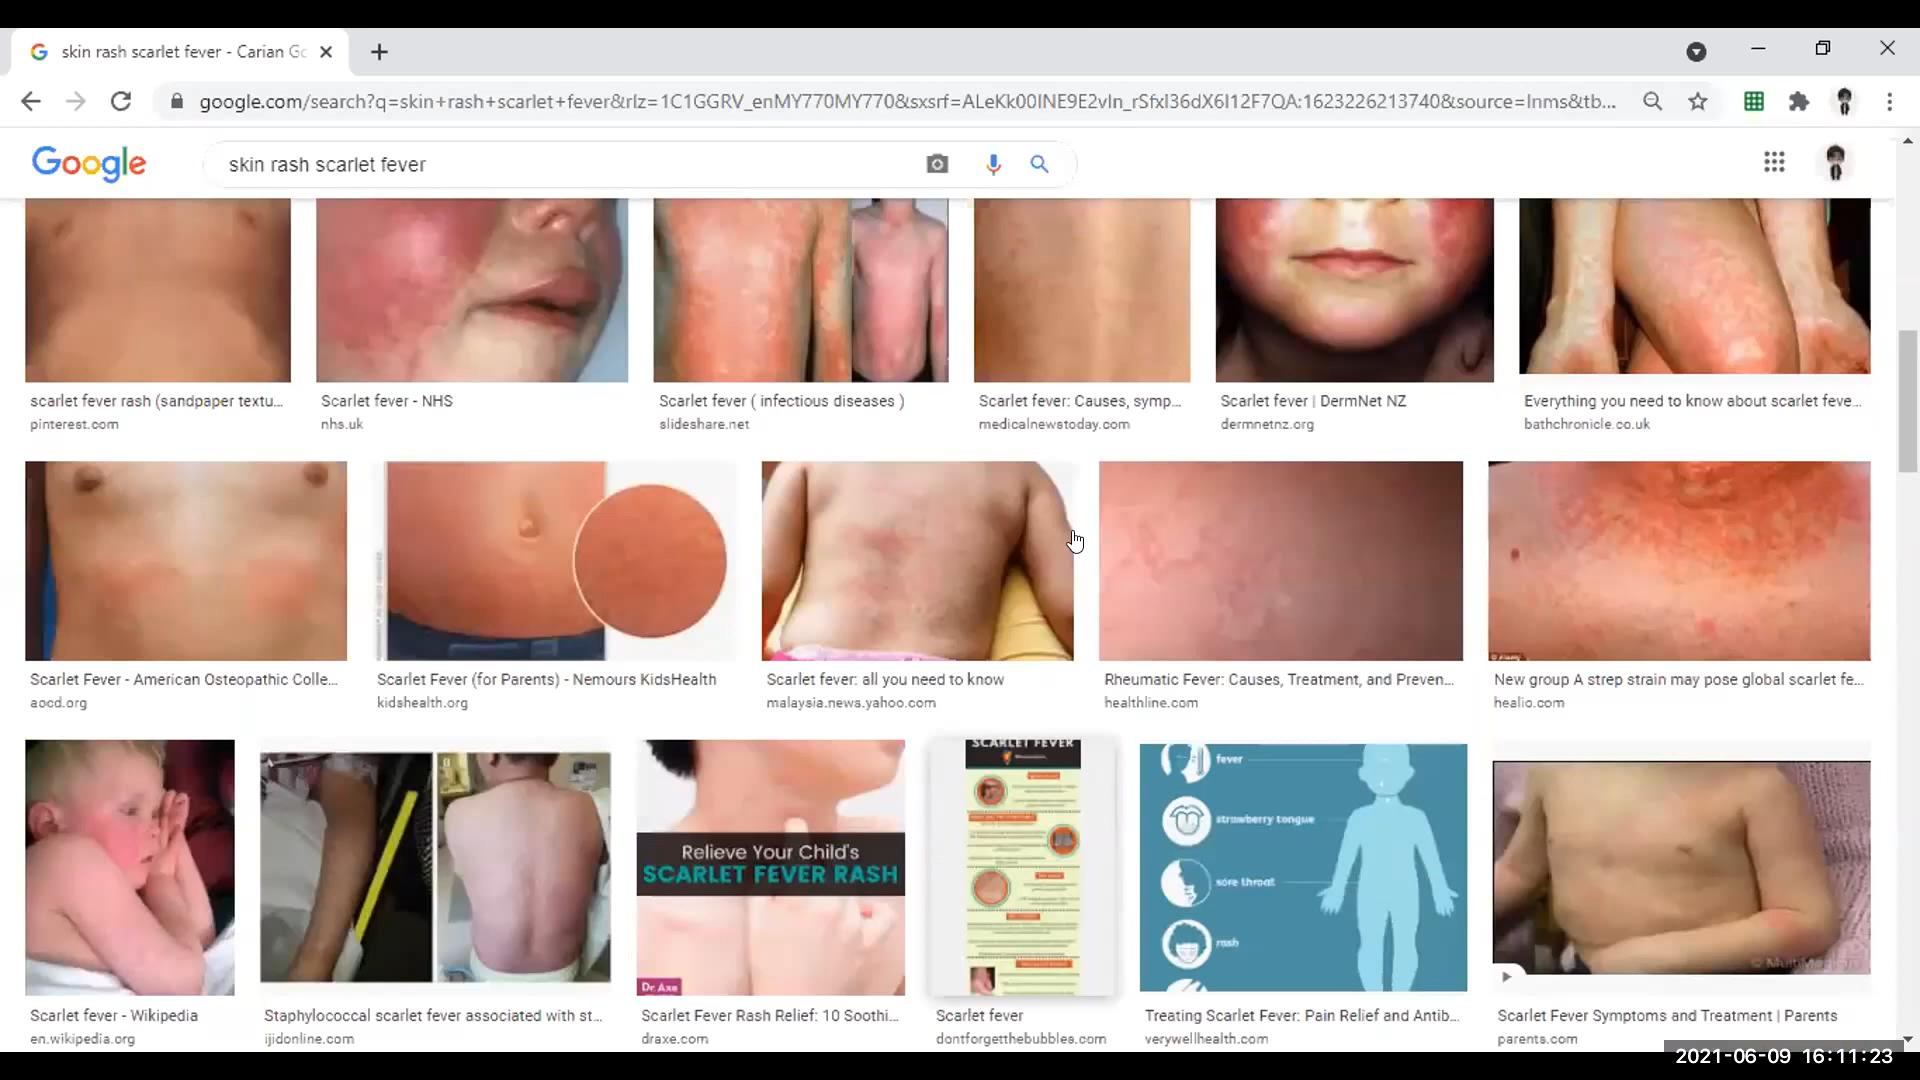 skin rash scarlet fever - Carian Go
google.com/search?q=skin+rash+scarlet+fever&rlz=1C1GGRV_enMY770MY770&sxsrf=
Google
skin rash scarlet fever
scarlet fever rash (sandpaper textu...
Scarlet fever - NHS
Scarlet fever ( infectious diseases )
Scarlet fever: Causes, symp...
Scarlet fever | DermNet NZ
Everything you need to know about scarlet feve...
pinterest.com
nhs.uk
slideshare.net
medicalnewstoday.com
dermnetnz.org
bathchronicle.co.uk
Scarlet Fever - American Osteopathic Colle...
Scarlet Fever (for Parents) - Nemours KidsHealth
Scarlet fever: all you need to know
Rheumatic Fever: Causes, Treatment, and Preven...
New group A strep strain may pose global scarlet fe...
aocd.org
kidshealth.org
malaysia.news.yahoo.com
healthline.com
healio.com
Relieve Your Child's
SCARLET FEVER RASH
Dr. Axe
SCARLET FEVER
fever
strawberry tongue
sore throat
rash
Scarlet fever - Wikipedia
Staphylococcal scarlet fever associated with st...
Scarlet Fever Rash Relief: 10 Soothi...
Scarlet fever
Treating Scarlet Fever: Pain Relief and Antib...
Scarlet Fever Symptoms and Treatment | Parents
en.wikipedia.org
ijidonline.com
draxe.com
dontforgetthebubbles.com
verywellhealth.com
parents.com
2021-06-09 16:11:23